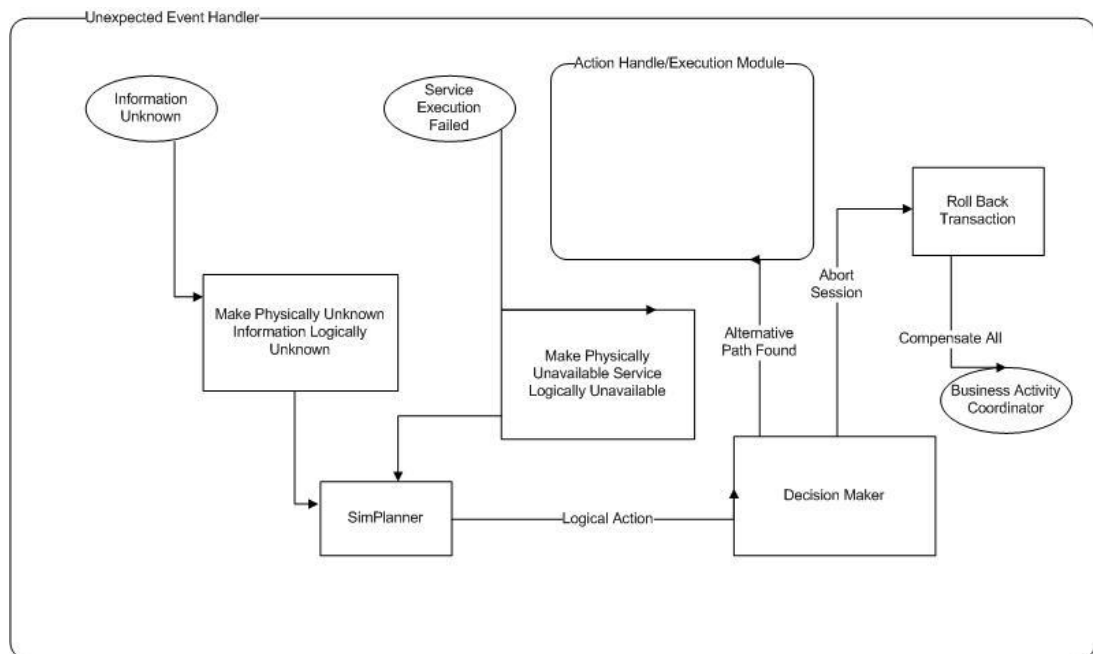 Unexpected Event Handler
Information
Unknown
Service
Execution
Failed
Action Handle/Execution Module
Roll Back
Transaction
Abort
Session
Make Physically Unknown
Information Logically
Unknown
Make Physically
Unavailable Service
Logically Unavailable
Alternative
Path Found
Compensate All
Business Activity
Coordinator
SimPlanner
Logical Action
Decision Maker